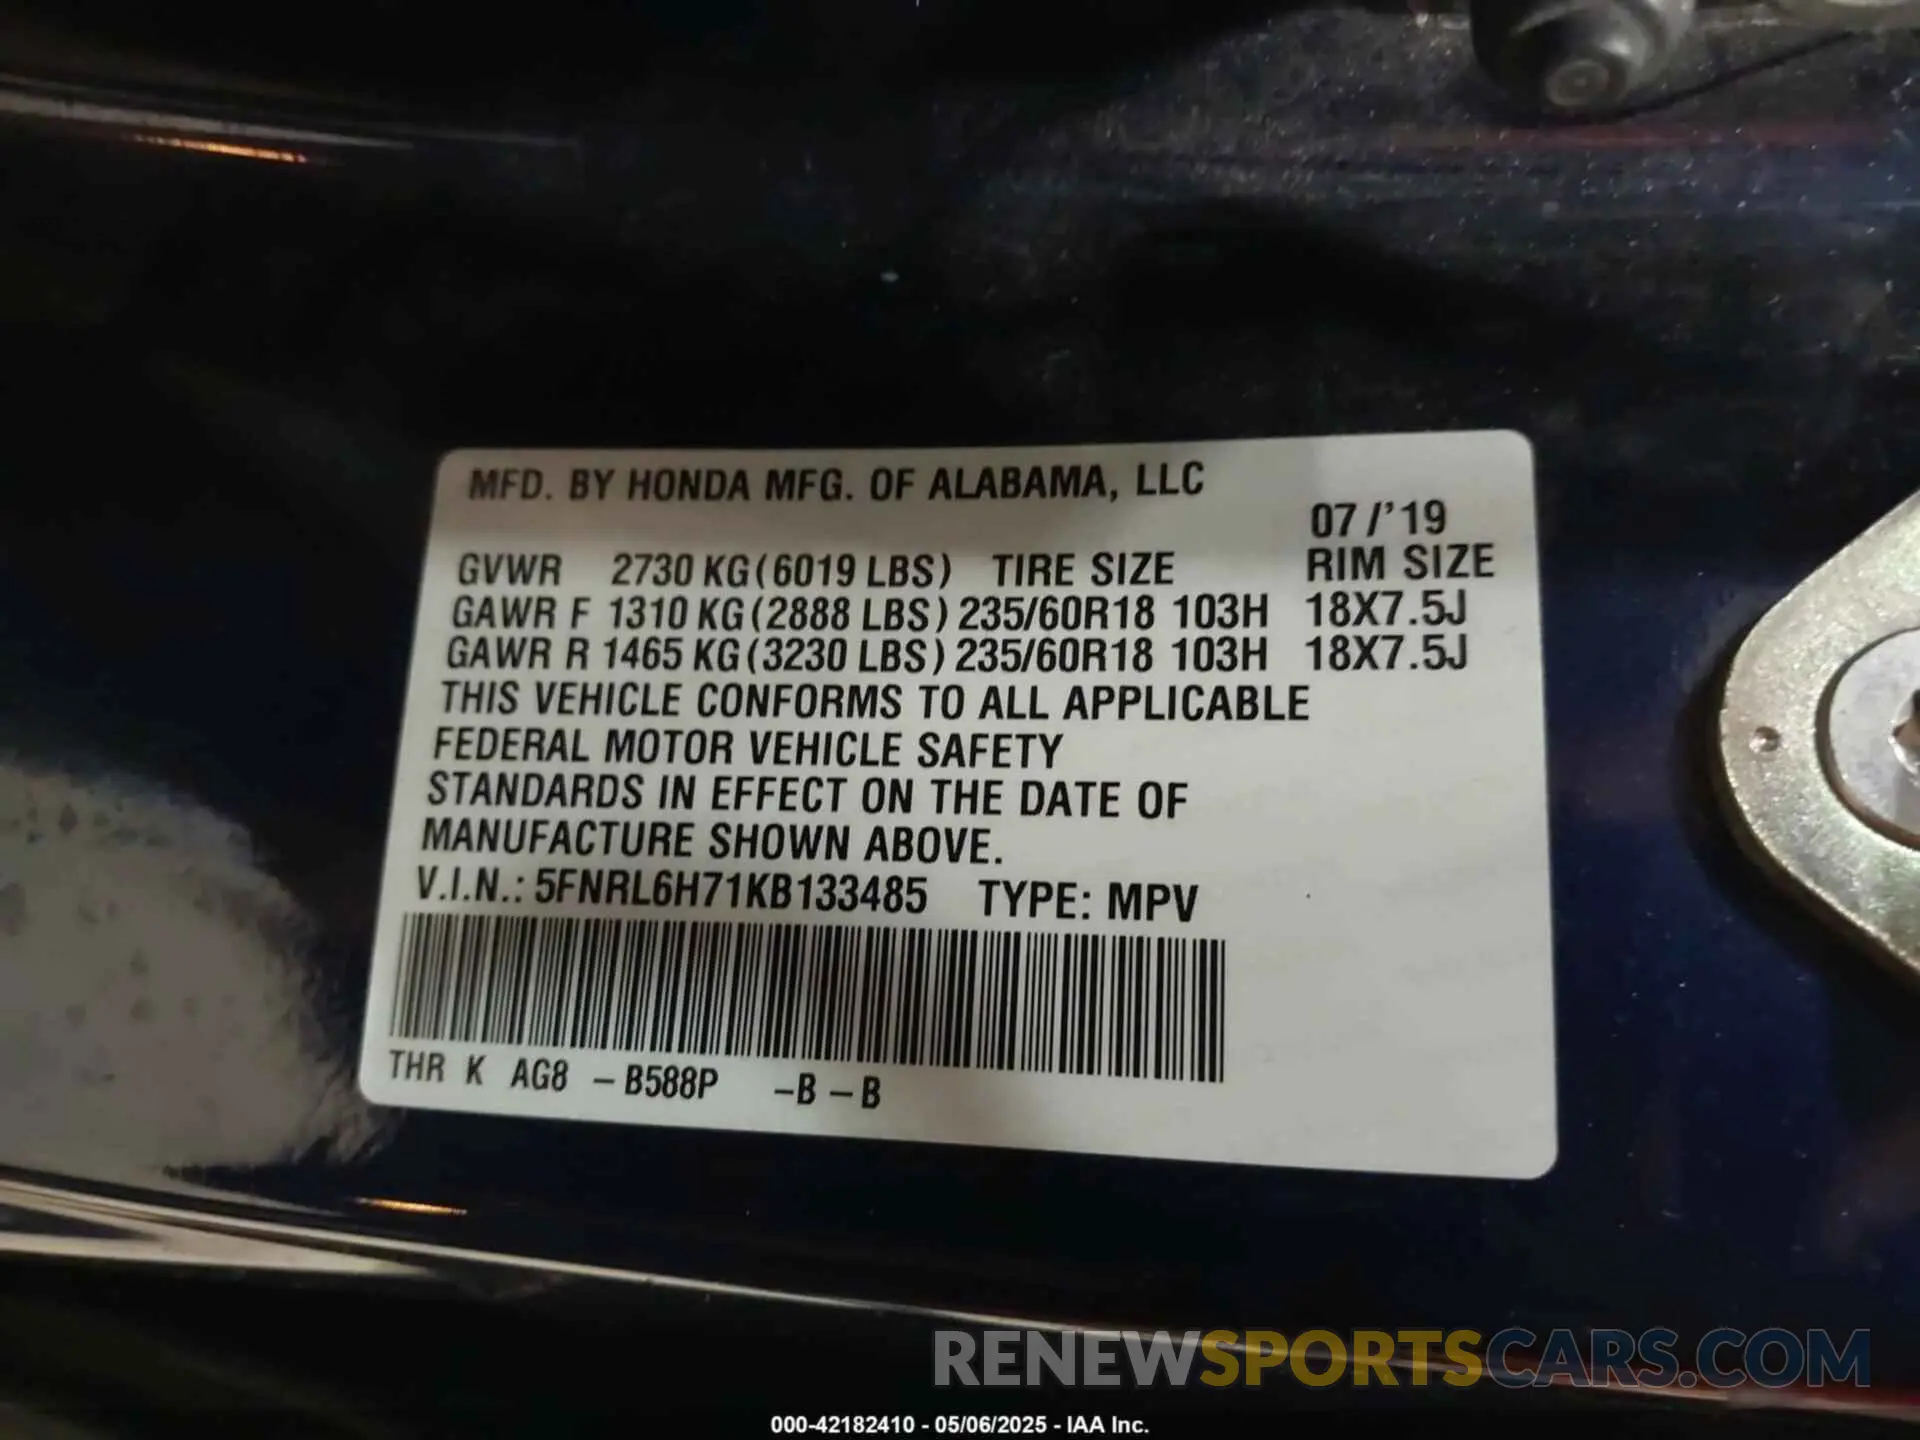 MFD. BY HONDA MFG. OF ALABAMA, LLC
07 /'19
GVWR 2730 KG (6019 LBS) TIRE SIZE RIM SIZE
GAWR F 1310 KG (2888 LBS) 235/60R18 103H 18X7.5J
GAWR R 1465 KG (3230 LBS) 235/60R18 103H 18X7.5J
THIS VEHICLE CONFORMS TO ALL APPLICABLE
FEDERAL MOTOR VEHICLE SAFETY
STANDARDS IN EFFECT ON THE DATE OF
MANUFACTURE SHOWN ABOVE.
V.I.N.: 5FNRL6H71KB133485 TYPE: MPV
THR K AG8 – B588P –B – B
RENEWSPORTSCARS.COM
000-42182410 - 05/06/2025 - IAA Inc.